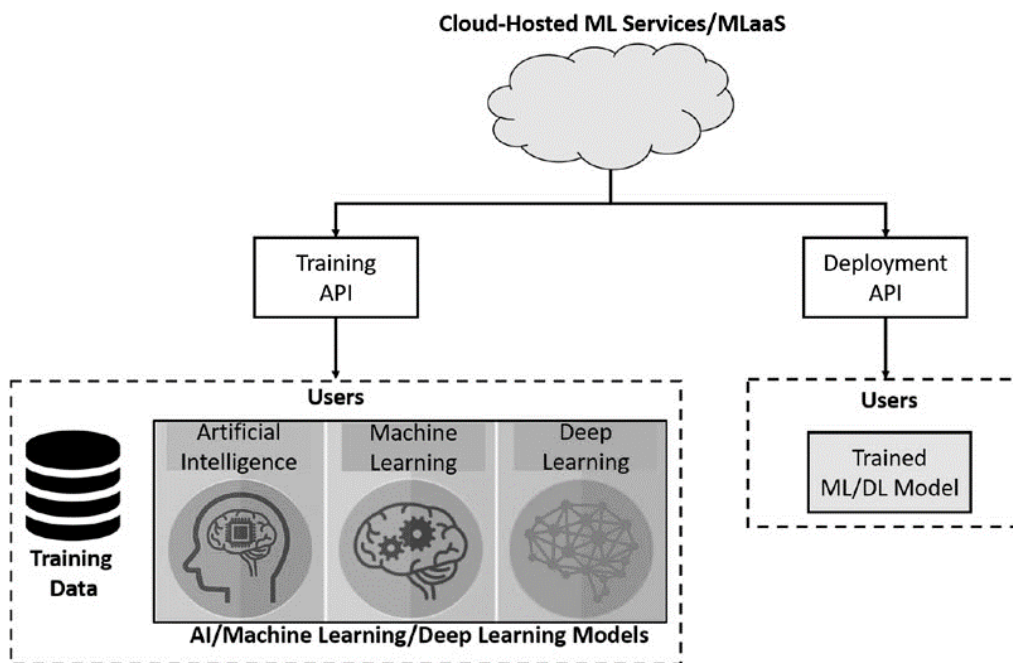 Cloud-Hosted ML Services/MLaaS
Training
API
Deployment
API
Users
Training
Data
Artificial
Intelligence
Machine
Learning
Deep
Learning
AI/Machine Learning/Deep Learning Models
Users
Trained
ML/DL Model